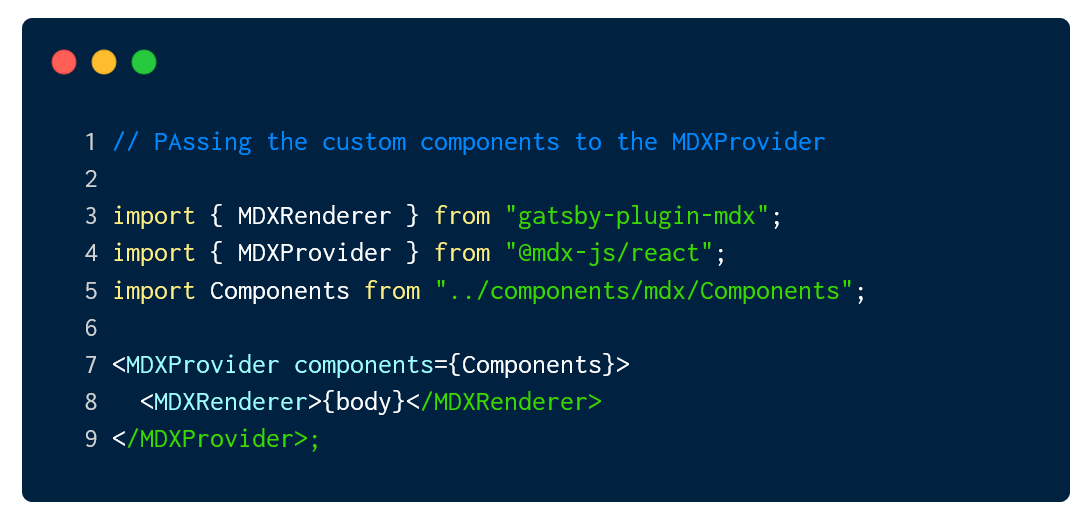 1 // PAssing the custom components to the MDXProvider
2
3 import { MDXRenderer } from "gatsby-plugin-mdx";
4 import { MDXProvider } from "@mdx-js/react";
5 import Components from "../components/mdx/Components";
6
7 <MDXProvider components={Components}>
8   <MDXRenderer>{body}</MDXRenderer>
9 </MDXProvider>;